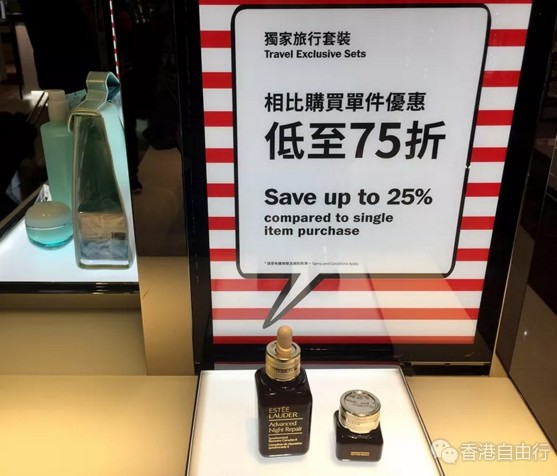 獨家旅行套裝
Travel Exclusive Sets
相比購買單件優惠
低至75折
Save up to 25%
compared to single
item purchase
ESTĒE
LAUDER
Advanced
Night Repair
香港自由行